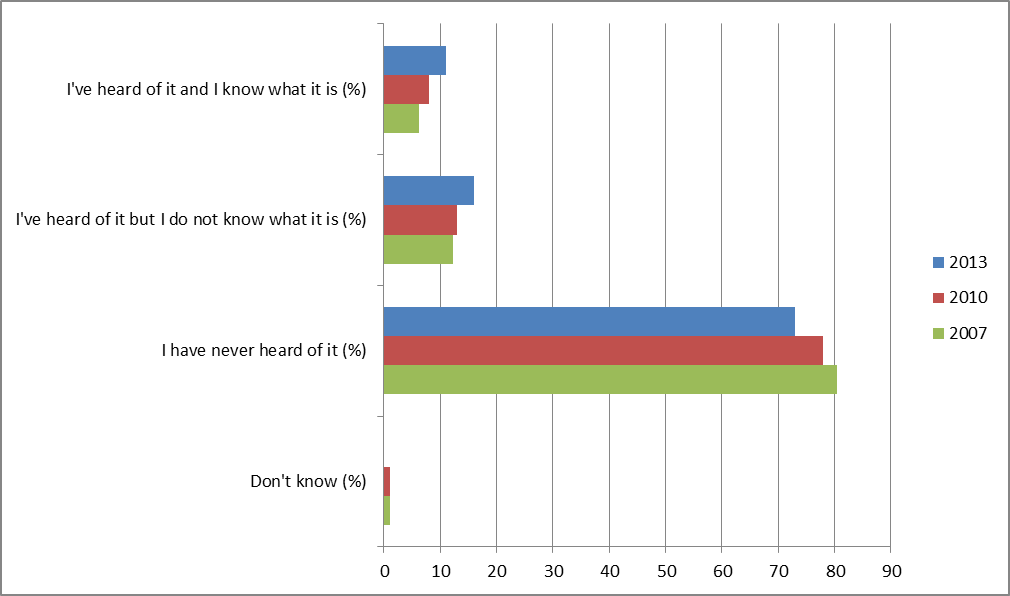 I've heard of it and I know what it is (%)
I've heard of it but I do not know what it is (%)
I have never heard of it (%)
Don't know (%)
0 10 20 30 40 50 60 70 80 90
2013
2010
2007